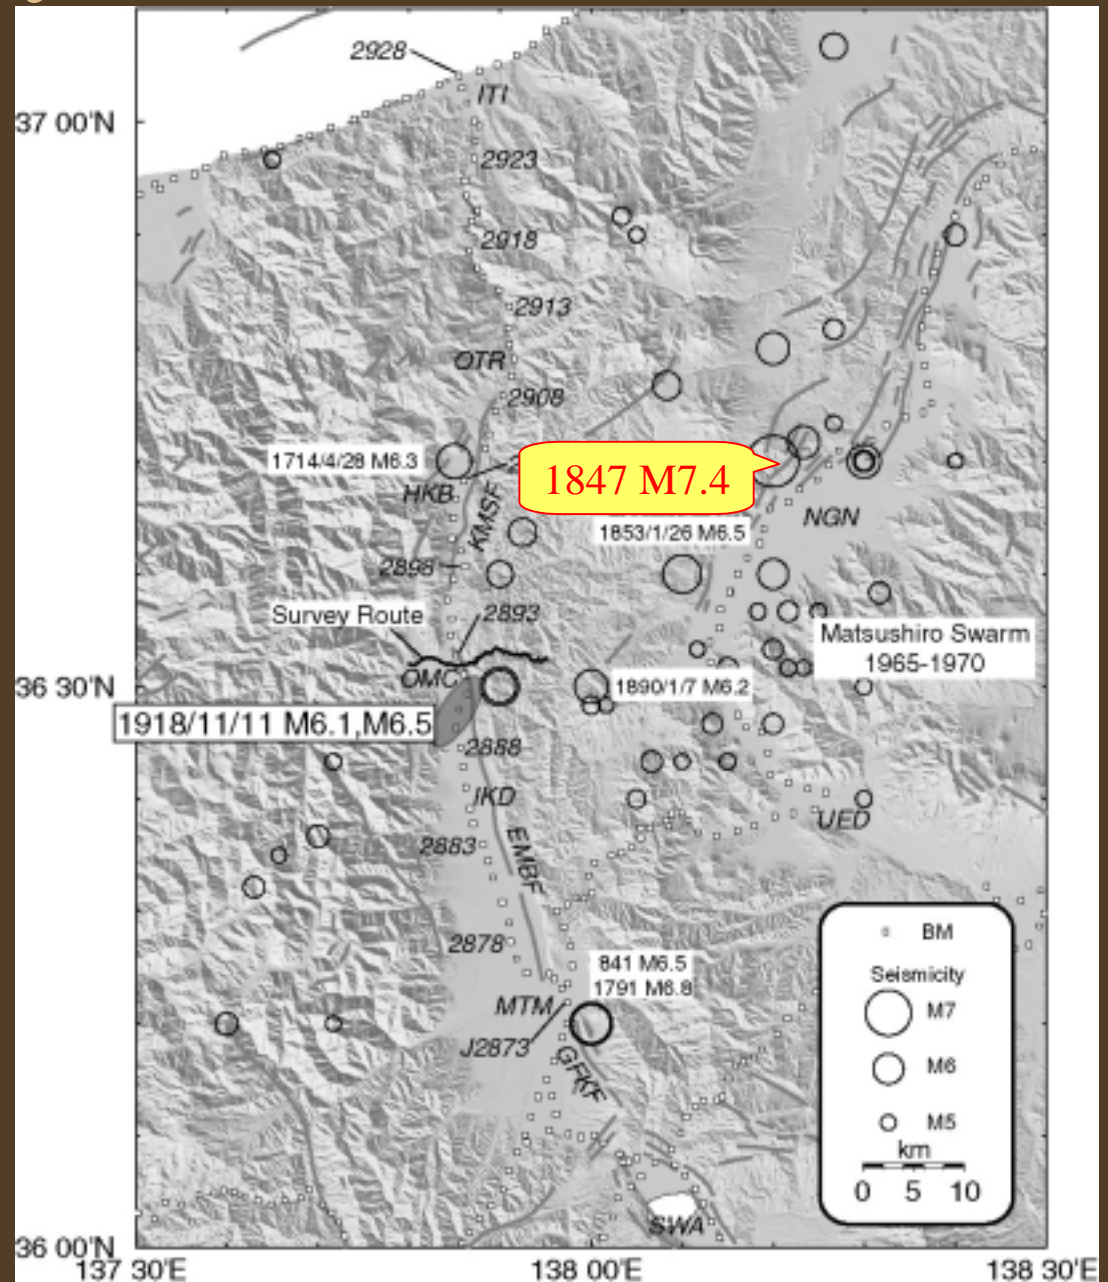 2928
ITI
37 00'N
2923
2918
2913
OTR
2908
1714/4/28 M6.3
1847 M7.4
HKB
KMSF
NGN
1853/1/26 M6.5
2898
Survey Route
2893
Matsushiro Swarm
1965-1970
OMC
36 30'N
1890/1/7 M6.2
1918/11/11 M6.1,M6.5
2888
IKD
UED
2883
EMBF
2878
841 M6.5
1791 M6.8
MTM
J2873
GFKF
SWA
BM
Seismicity
M7
M6
M5
km
0 5 10
36 00'N
137 30'E
138 00'E
138 30'E